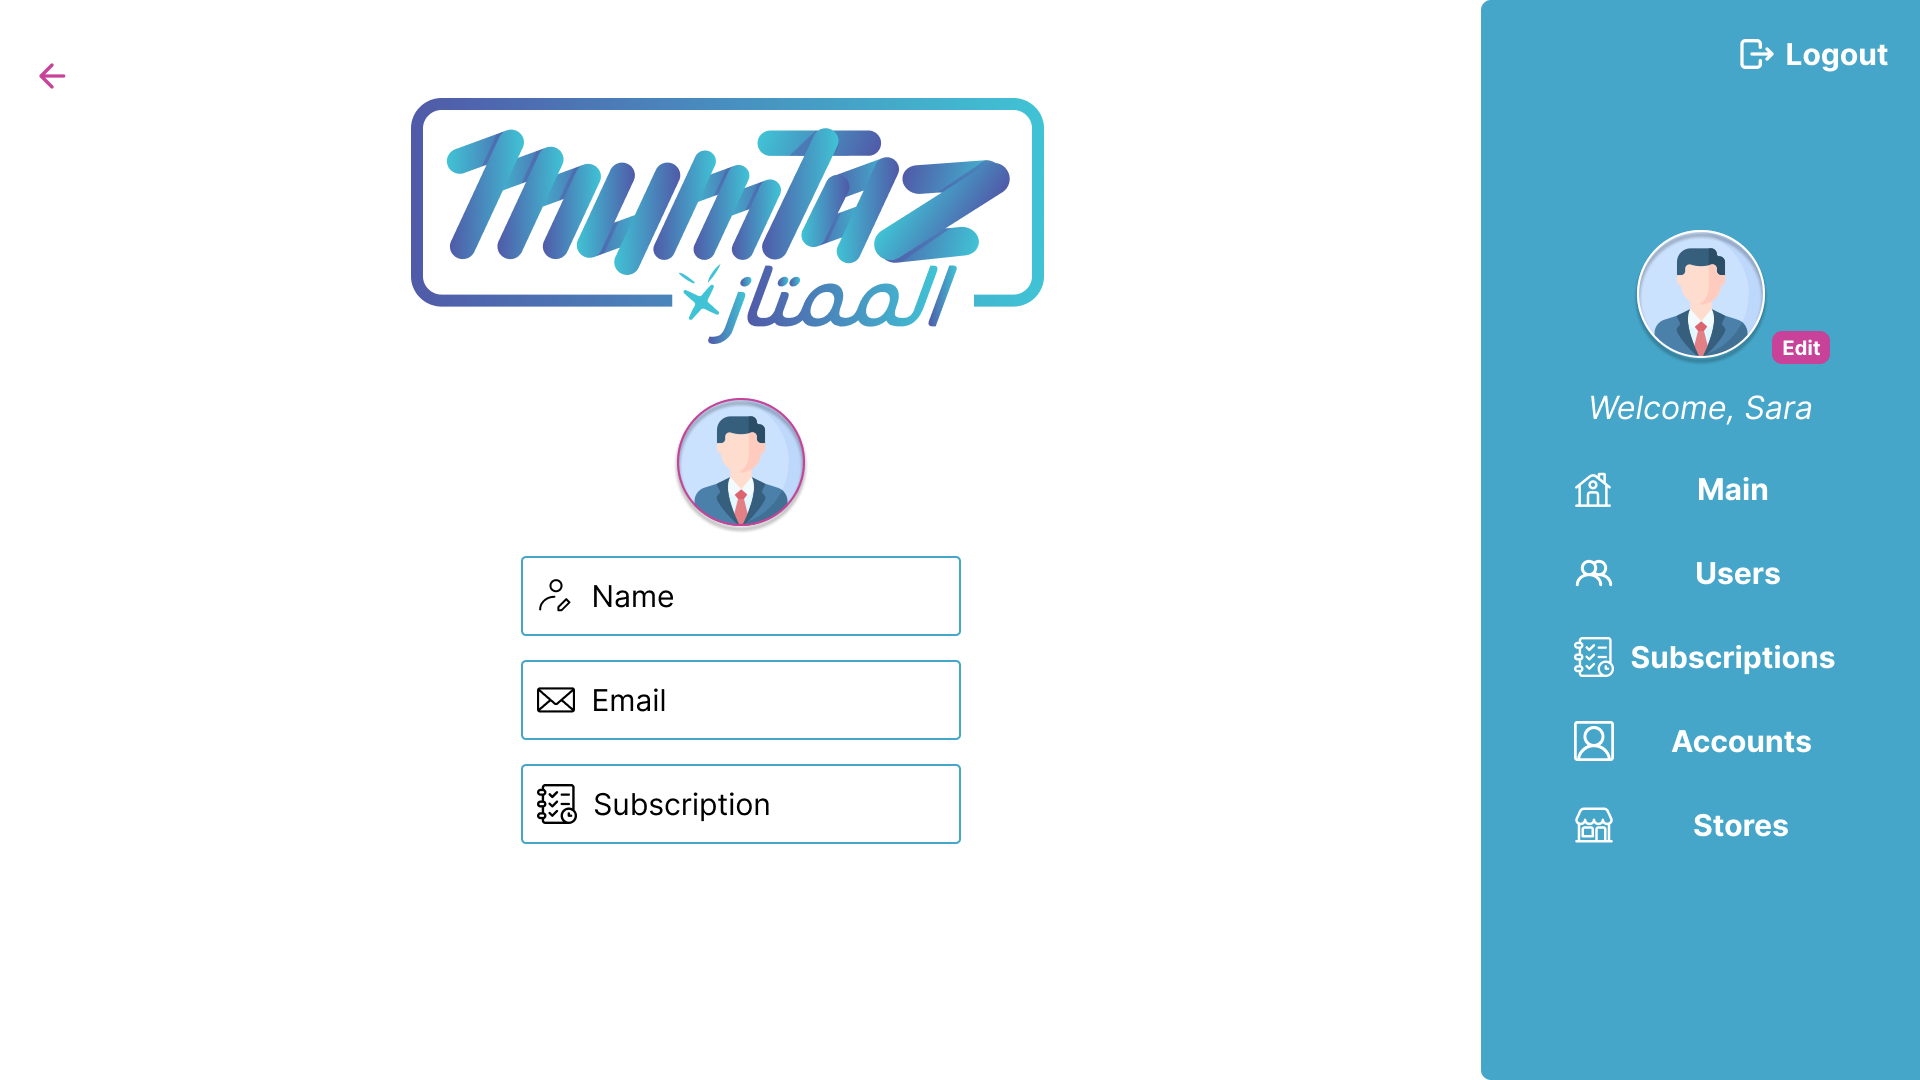 mumTaz
الممتاز
Name
Email
Subscription
Logout
Edit
Welcome, Sara
Main
Users
Subscriptions
Accounts
Stores